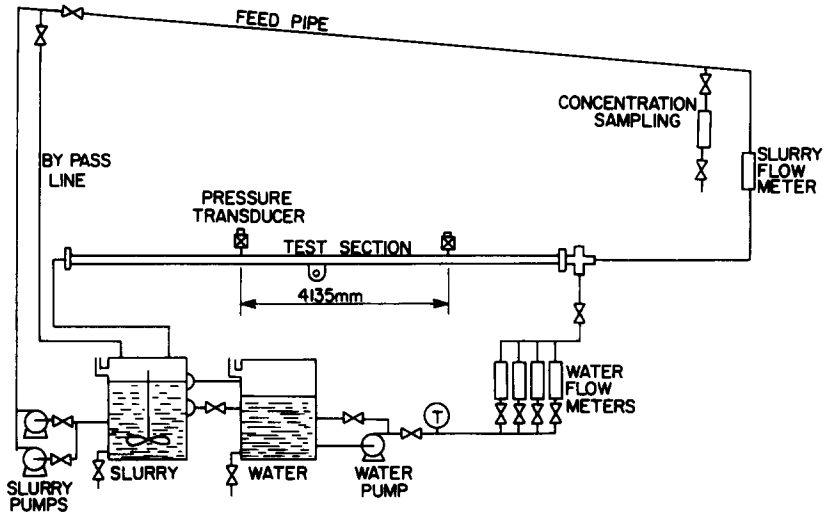 FEED PIPE
CONCENTRATION
SAMPLING
SLURRY
FLOW
METER
BY PASS
LINE
PRESSURE
TRANSDUCER
TEST SECTION
4135mm
WATER
FLOW
METERS
T
SLURRY
WATER
WATER
PUMP
SLURRY
PUMPS